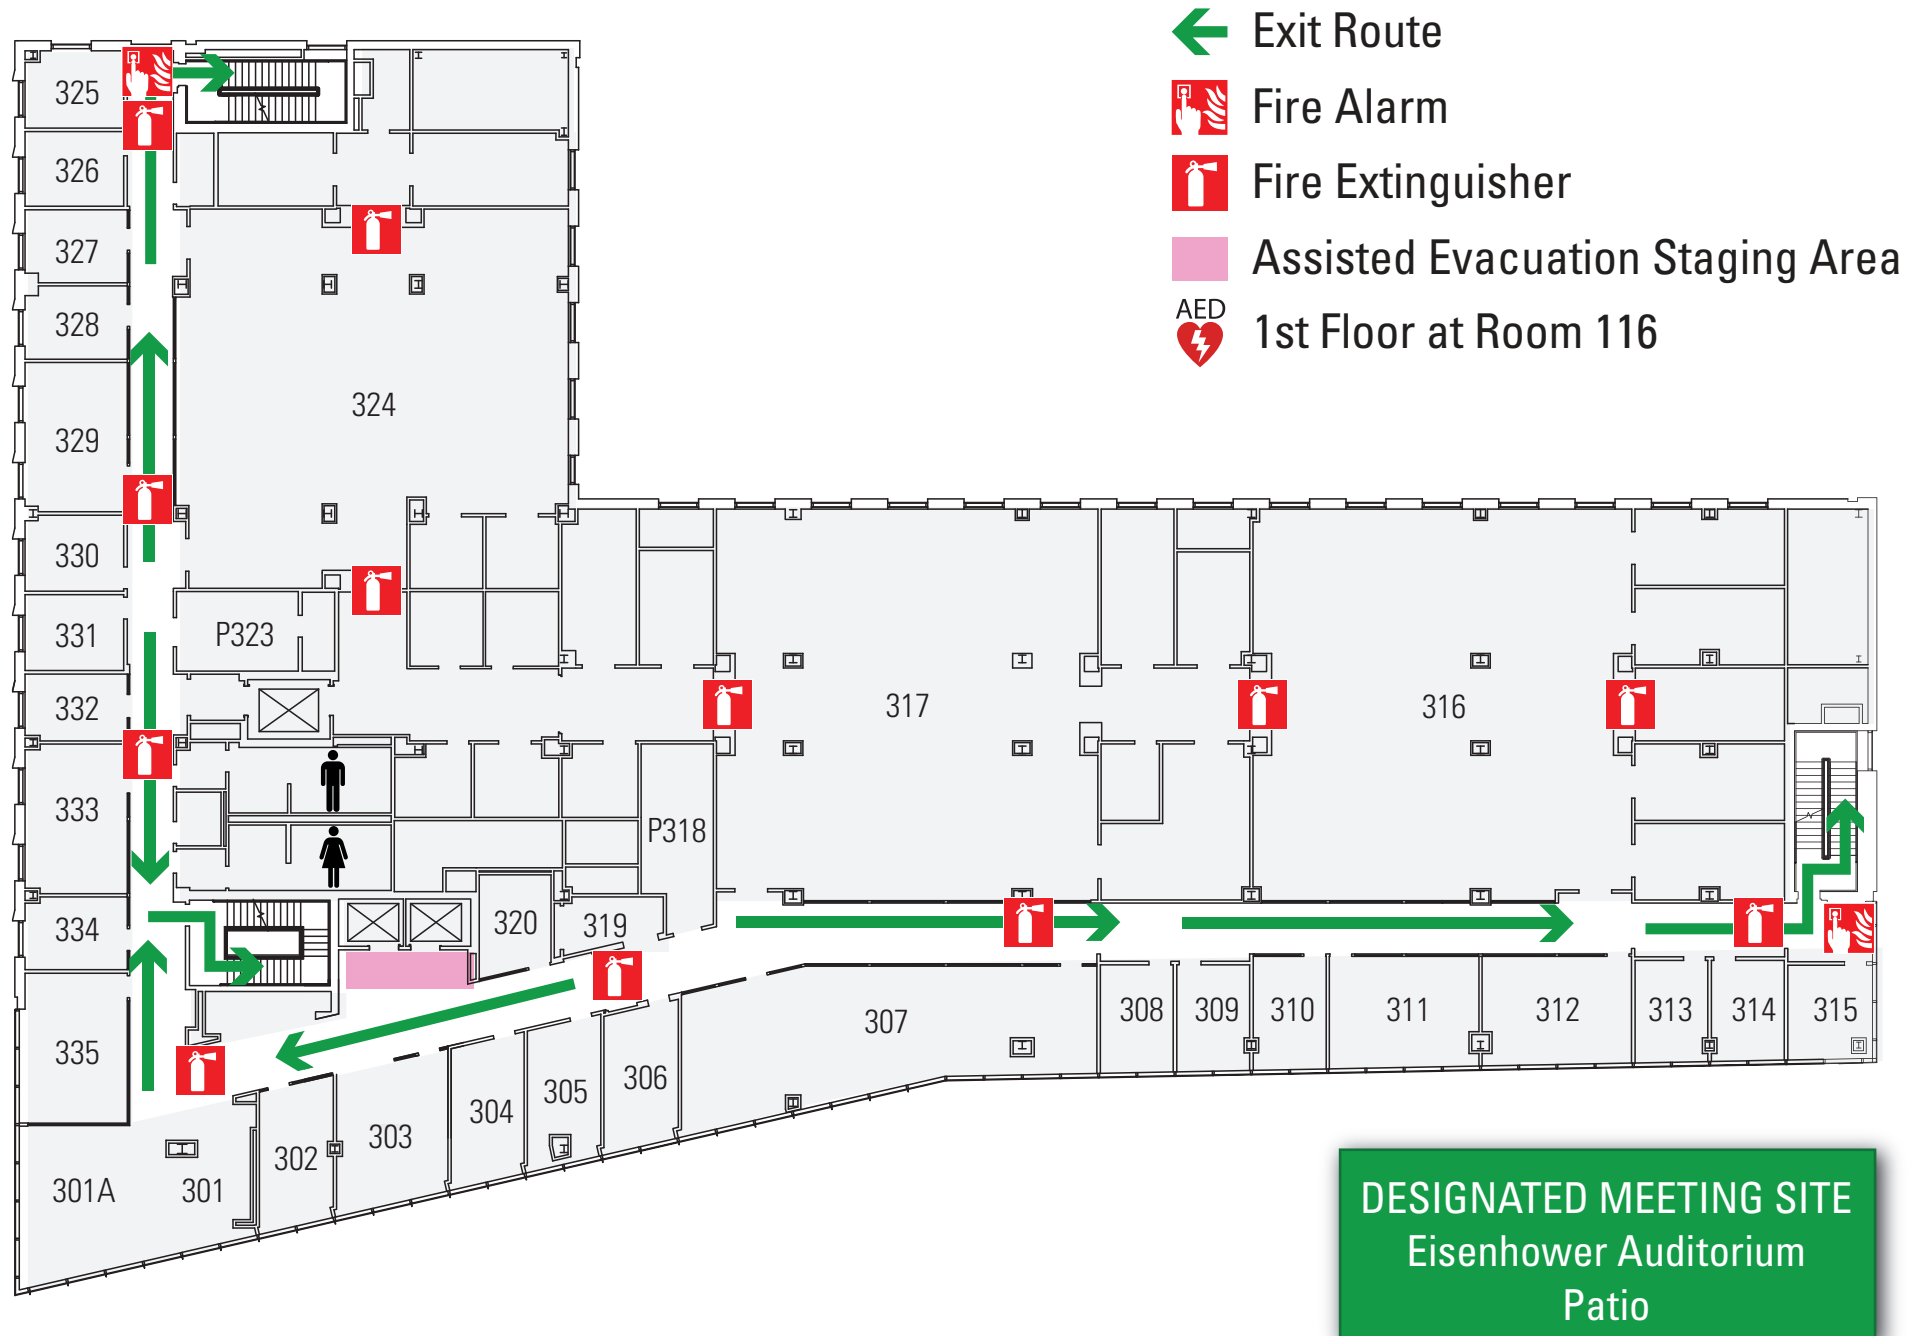 Exit Route
Fire Alarm
Fire Extinguisher
Assisted Evacuation Staging Area
AED
1st Floor at Room 116
325
326
327
328
324
329
330
331
P323
332
317
316
333
P318
334
320
319
335
308
309
310
311
312
313
314
315
307
306
305
304
303
302
301A
301
DESIGNATED MEETING SITE
Eisenhower Auditorium
Patio